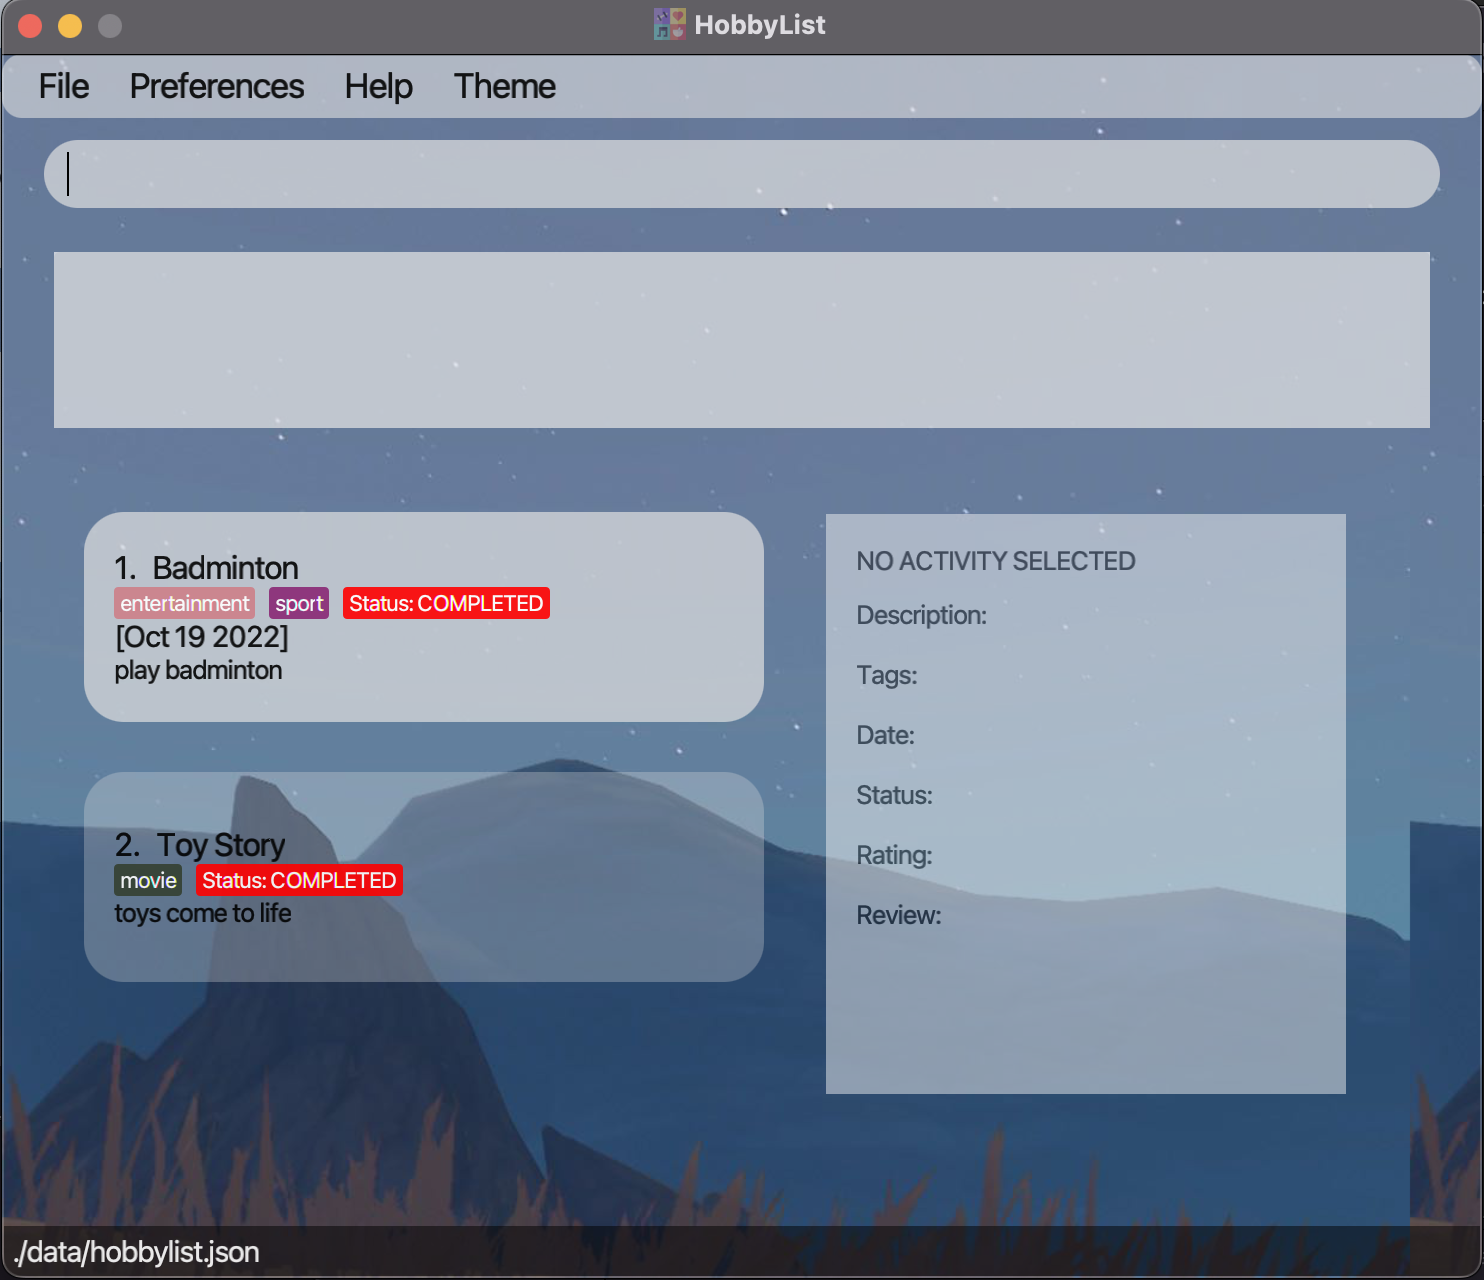 HobbyList
File Preferences Help Theme
1. Badminton
entertainment sport Status: COMPLETED
[Oct 19 2022]
play badminton
2. Toy Story
movie Status: COMPLETED
toys come to life
NO ACTIVITY SELECTED
Description:
Tags:
Date:
Status:
Rating:
Review:
./data/hobbylist.json